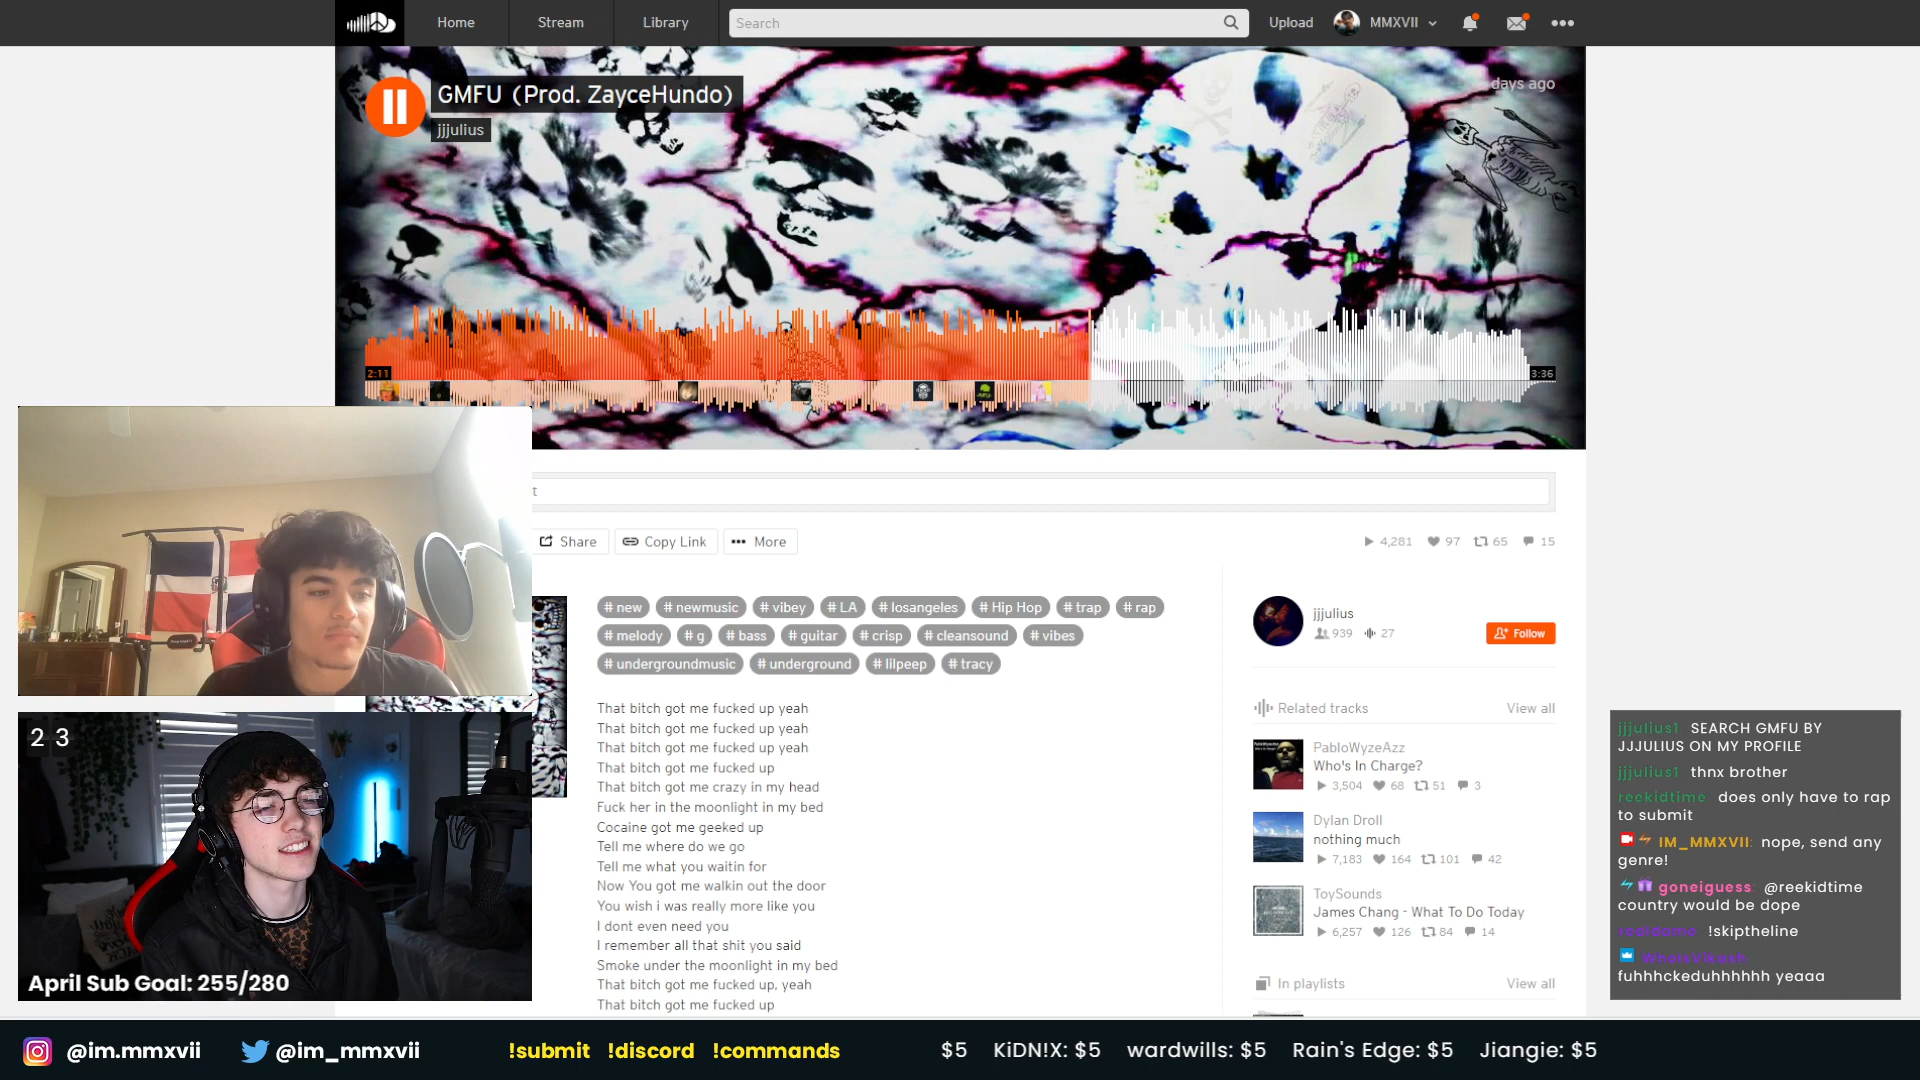 Home
Stream
Library
Search
Upload
MMXVII
GMFU (Prod. ZayceHundo)
jjjulius
days ago
2:11
3:36
t
Share
Copy Link
More
4,281
97
65
15
# new
# newmusic
# vibey
# LA
# losangeles
# Hip Hop
# trap
# rap
# melody
# g
# bass
# guitar
# crisp
# cleansound
# vibes
# undergroundmusic
# underground
# lilpeep
# tracy
That bitch got me fucked up yeah
That bitch got me fucked up yeah
That bitch got me fucked up yeah
That bitch got me fucked up
That bitch got me crazy in my head
Fuck her in the moonlight in my bed
Cocaine got me geeked up
Tell me where do we go
Tell me what you waitin for
Now You got me walkin out the door
You wish i was really more like you
I dont even need you
I remember all that shit you said
Smoke under the moonlight in my bed
That bitch got me fucked up, yeah
That bitch got me fucked up
jjjulius
939
27
Follow
Related tracks
View all
PabloWyzeAzz
Who's In Charge?
3,504
68
51
3
Dylan Droll
nothing much
7,183
164
101
42
ToySounds
James Chang - What To Do Today
6,257
126
84
14
In playlists
View all
2 3
April Sub Goal: 255/280
jjjulius1: SEARCH GMFU BY
JJJULIUS ON MY PROFILE
jjjulius1: thnx brother
reekidtime: does only have to rap
to submit
IM_MMXVII: nope, send any
genre!
goneiguess: @reekidtime
country would be dope
!skiptheline
fuhhhckeduhhhhhh yeaaa
@im.mmxvii
@im_mmxvii
!submit
!discord
!commands
$5
KiDN!X: $5
wardwills: $5
Rain's Edge: $5
Jiangie: $5